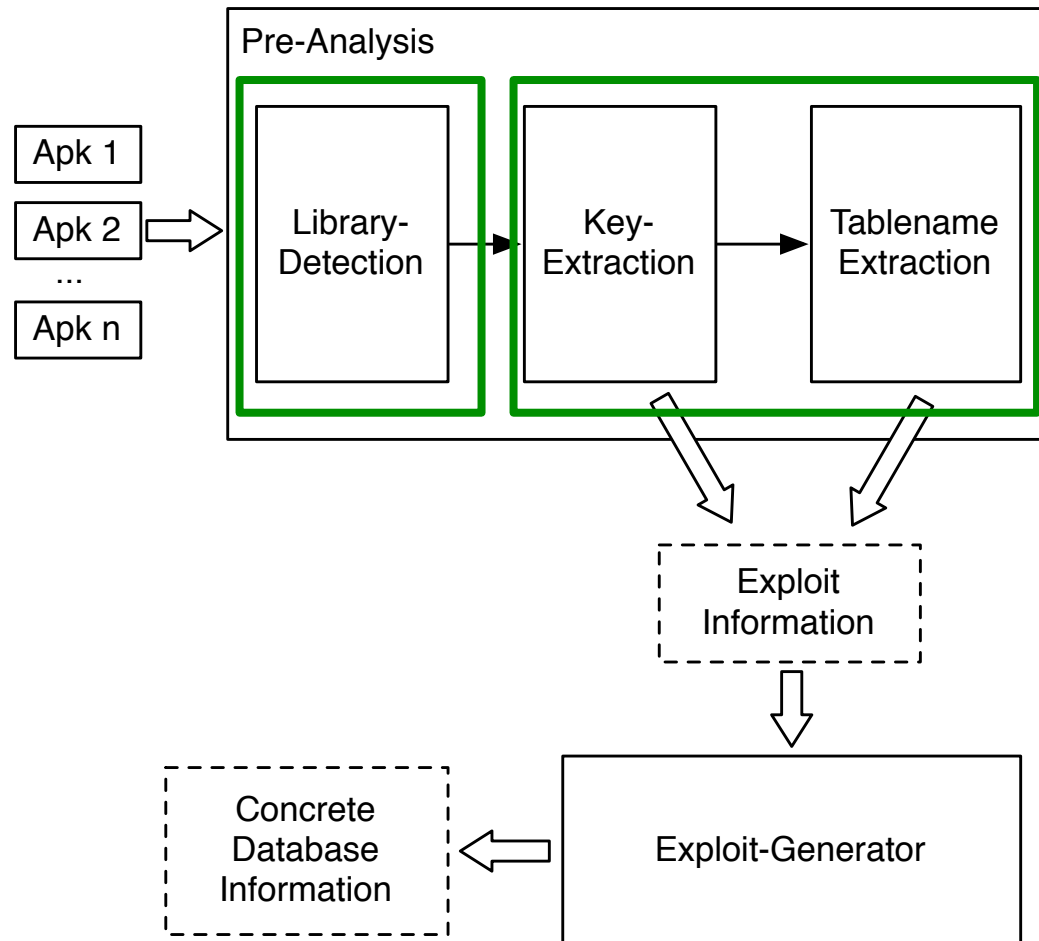 Pre-Analysis
Apk 1
Apk 2
...
Apk n
Library-
Detection
Key-
Extraction
Tablename
Extraction
Exploit
Information
Exploit-Generator
Concrete
Database
Information